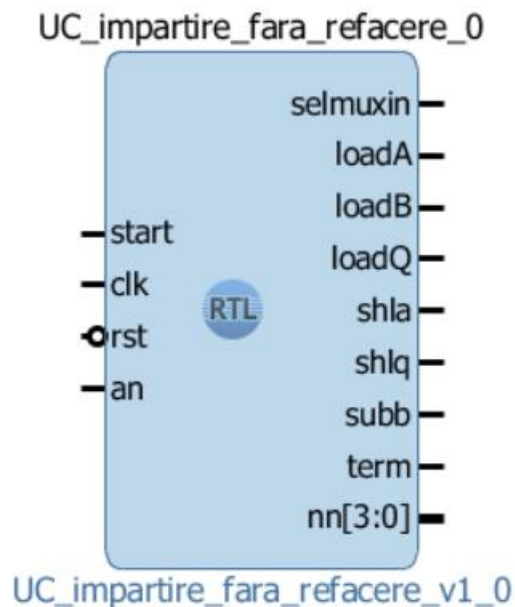 UC_impartire_fara_refacere_0
selmuxin
loadA
loadB
start
loadQ
clk
RTL
shla
rst
shlq
an
subb
term
nn[3:0]
UC_impartire_fara_refacere_v1_0